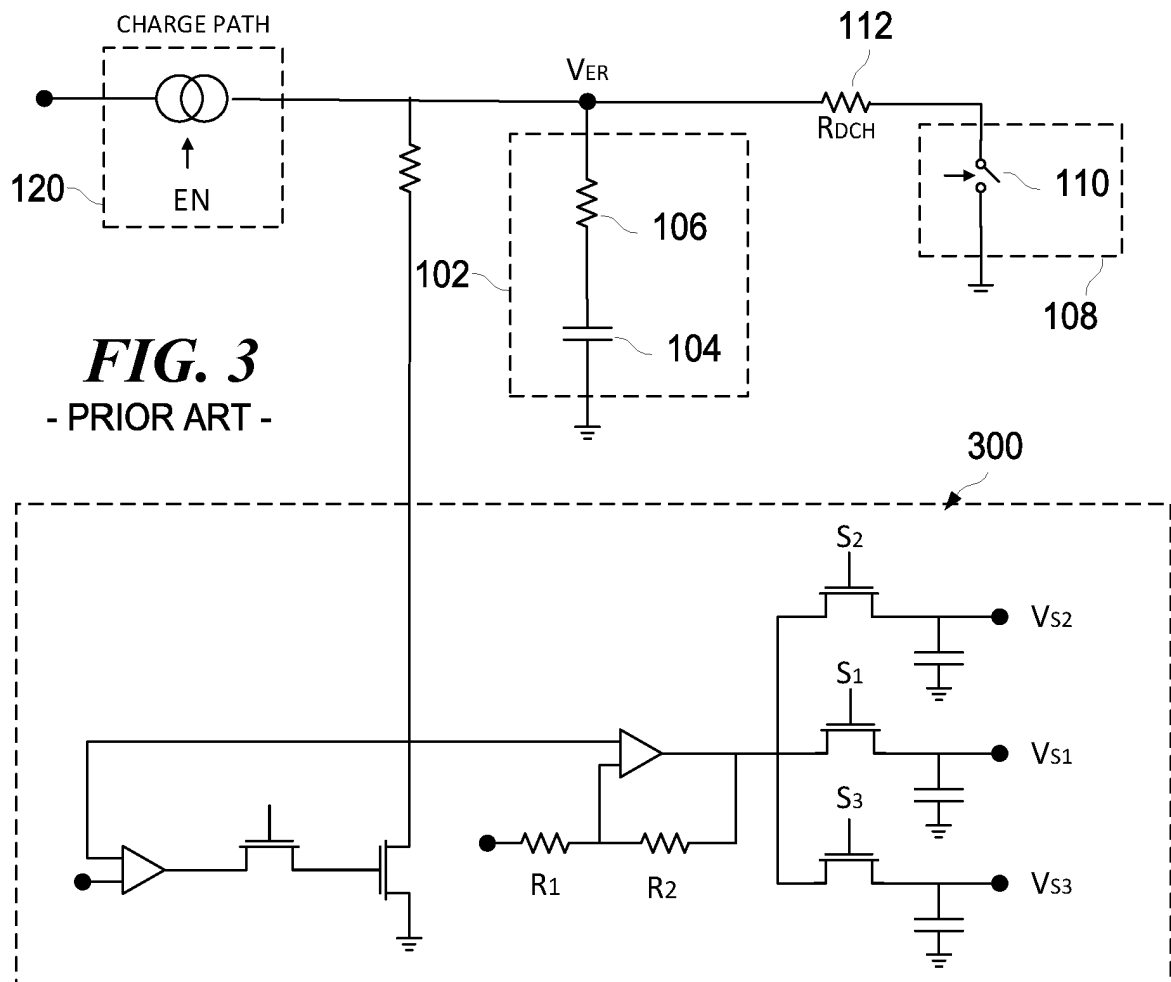 CHARGE PATH
112
VER
RDCH
120
EN
106
110
102
104
108
FIG. 3
- PRIOR ART -
300
S2
VS2
S1
VS1
S3
R1
R2
VS3